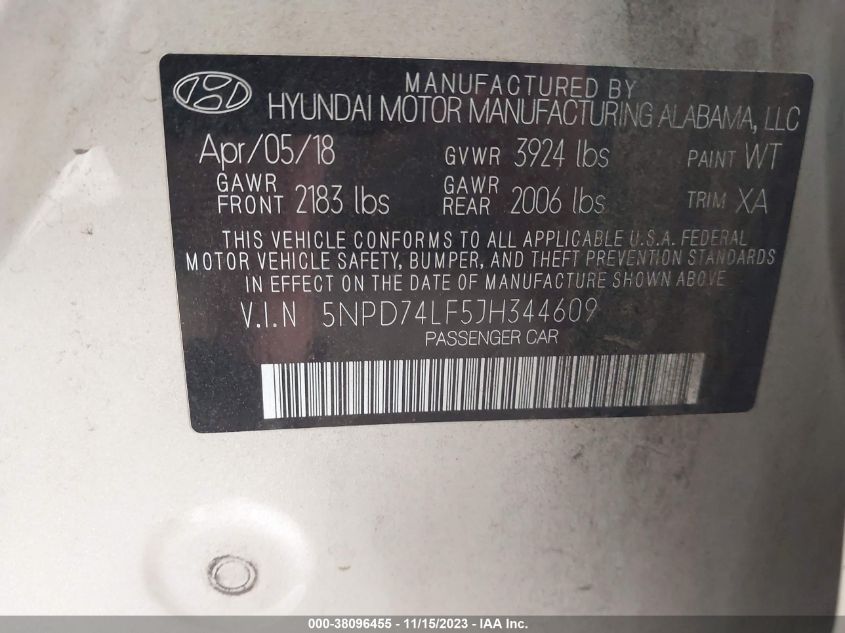 MANUFACTURED BY
HYUNDAI MOTOR MANUFACTURING ALABAMA, LLC
Apr/05/18 GVWR 3924 lbs PAINT WT
GAWR FRONT 2183 lbs GAWR REAR 2006 lbs TRIM XA
THIS VEHICLE CONFORMS TO ALL APPLICABLE U.S.A. FEDERAL
MOTOR VEHICLE SAFETY, BUMPER, AND THEFT PREVENTION STANDARDS
IN EFFECT ON THE DATE OF MANUFACTURE SHOWN ABOVE
V.I.N 5NPD74LF5JH344609
PASSENGER CAR
000-38096455 - 11/15/2023 - IAA Inc.